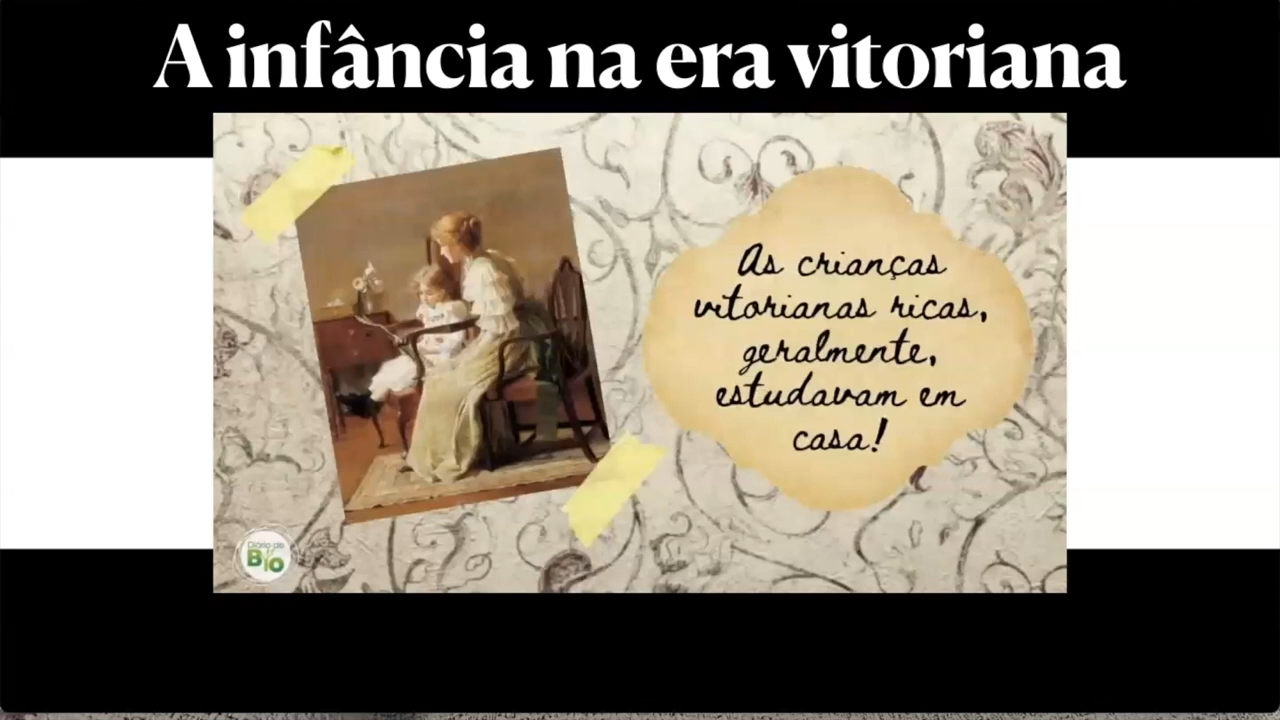 A infância na era vitoriana
As crianças
vitorianas ricas,
geralmente,
estudavam em
casa!
Diário de
BIO